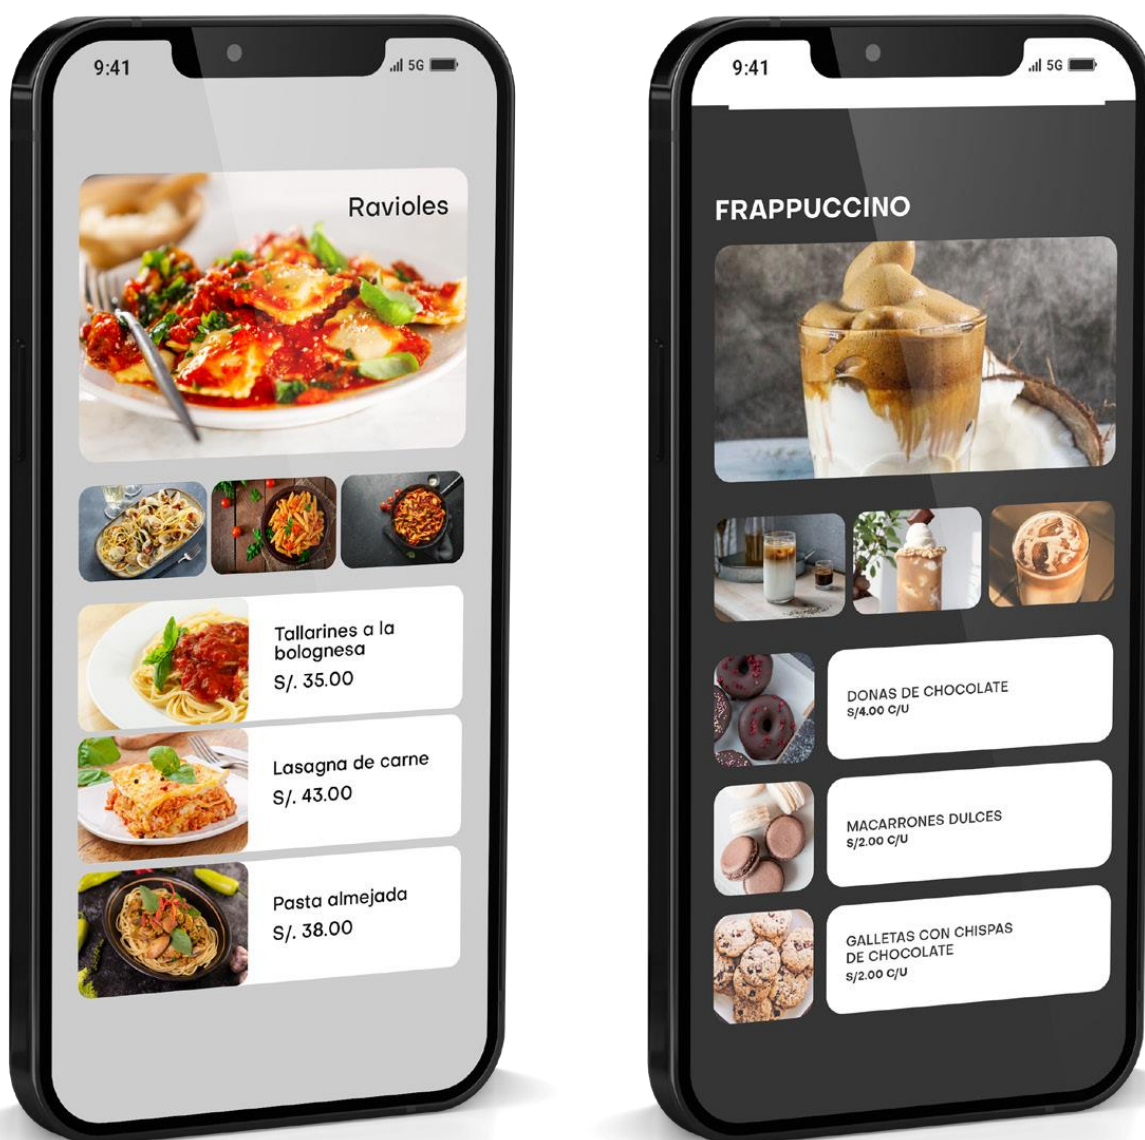 9:41
5G
Ravioles
Tallarines a la
bolognesa
S/. 35.00
Lasagna de carne
S/. 43.00
Pasta almejada
S/. 38.00
9:41
5G
FRAPPUCCINO
DONAS DE CHOCOLATE
S/4.00 C/U
MACARRONES DULCES
S/2.00 C/U
GALLETAS CON CHISPAS
DE CHOCOLATE
S/2.00 C/U